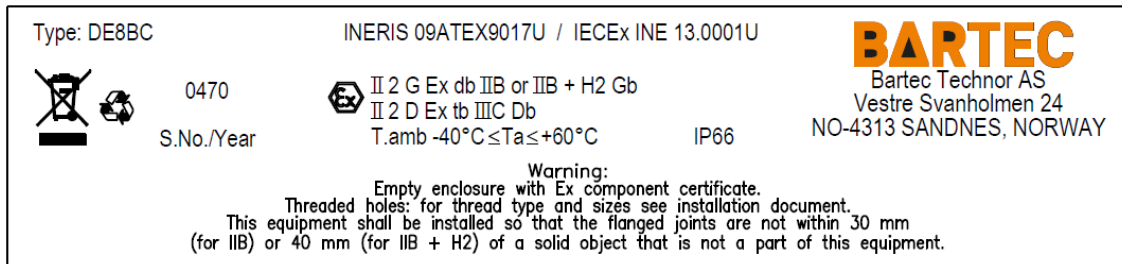 Type: DE8BC
INERIS 09ATEX9017U / IECEx INE 13.0001U
BARTEC
Bartec Technor AS
Vestre Svanholmen 24
NO-4313 SANDNES, NORWAY
0470
S.No./Year
Ex
II 2 G Ex db IIB or IIB + H2 Gb
II 2 D Ex tb IIIC Db
T.amb -40°C≤Ta≤+60°C IP66
Warning:
Empty enclosure with Ex component certificate.
Threaded holes: for thread type and sizes see installation document.
This equipment shall be installed so that the flanged joints are not within 30 mm
(for IIB) or 40 mm (for IIB + H2) of a solid object that is not a part of this equipment.